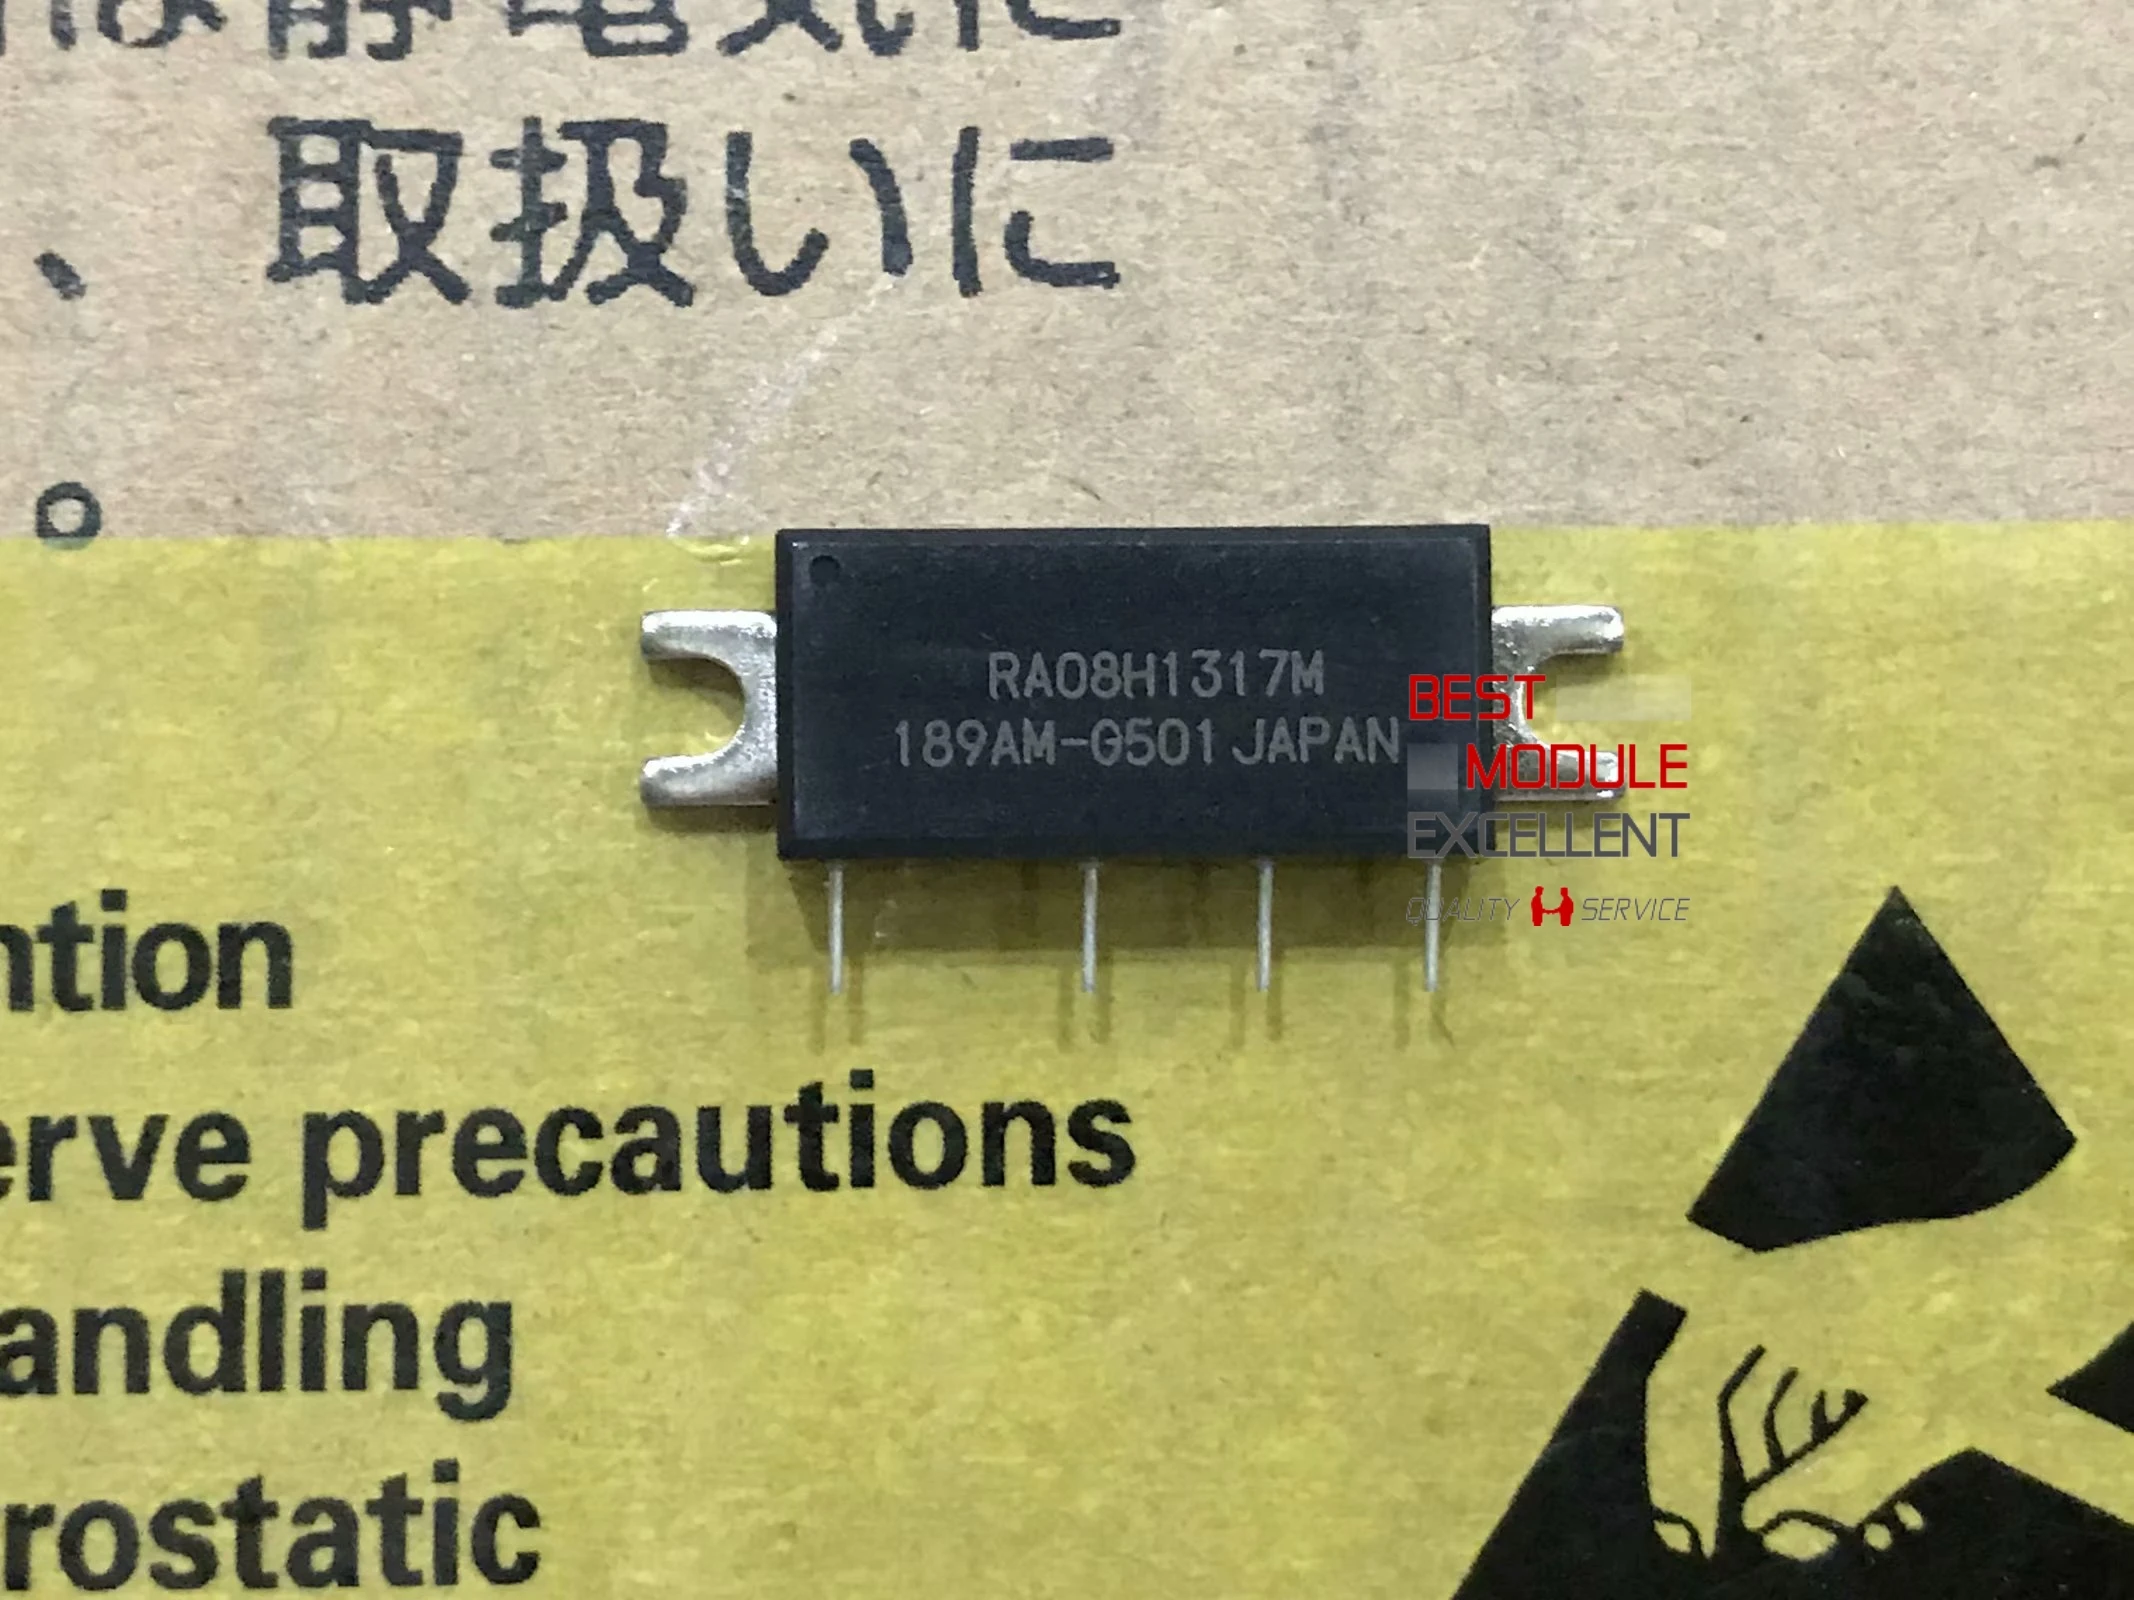 は静電気に
、取扱いに
。
RA08H1317M
189AM-G501 JAPAN
BEST
MODULE
EXCELLENT
QUALITY SERVICE
ntion
erve precautions
andling
rostatic